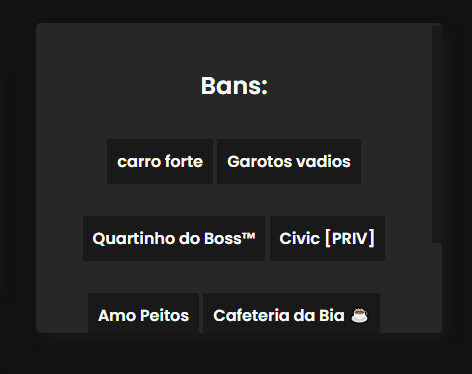 Bans:
carro forte Garotos vadios
Quartinho do Boss™ Civic [PRIV]
Amo Peitos Cafeteria da Bia ☕